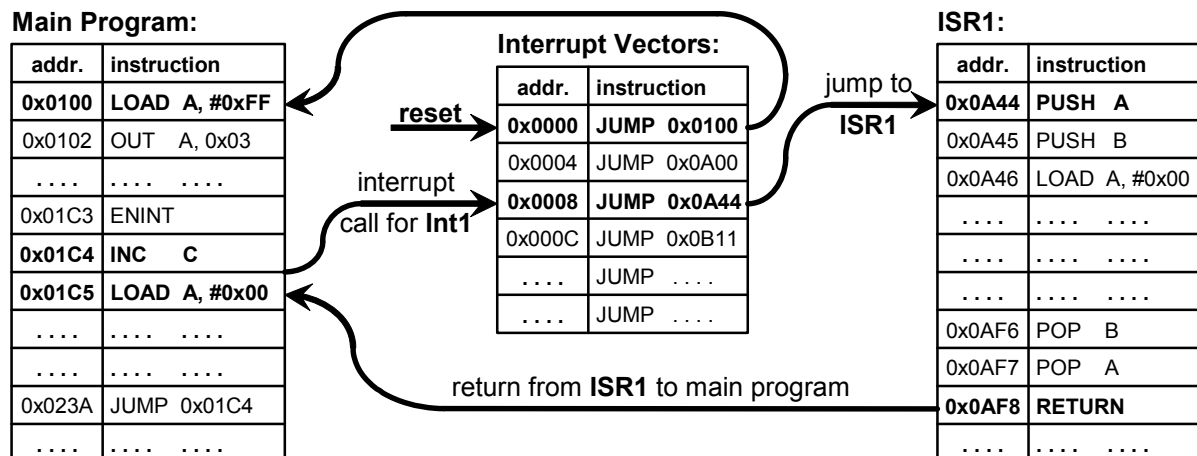 Main Program:
addr. instruction
0x0100 LOAD A, #0xFF
0x0102 OUT A, 0x03
. . . . . . . . . . . .
0x01C3 ENINT
0x01C4 INC C
0x01C5 LOAD A, #0x00
. . . . . . . . . . . .
. . . . . . . . . . . .
0x023A JUMP 0x01C4
. . . . . . . . . . . .
reset
interrupt
call for Int1
Interrupt Vectors:
addr. instruction
0x0000 JUMP 0x0100
0x0004 JUMP 0x0A00
0x0008 JUMP 0x0A44
0x000C JUMP 0x0B11
. . . . JUMP . . . .
. . . . JUMP . . . .
jump to
ISR1
return from ISR1 to main program
ISR1:
addr. instruction
0x0A44 PUSH A
0x0A45 PUSH B
0x0A46 LOAD A, #0x00
. . . . . . . . . . . .
. . . . . . . . . . . .
. . . . . . . . . . . .
0x0AF6 POP B
0x0AF7 POP A
0x0AF8 RETURN
. . . . . . . . . . . .